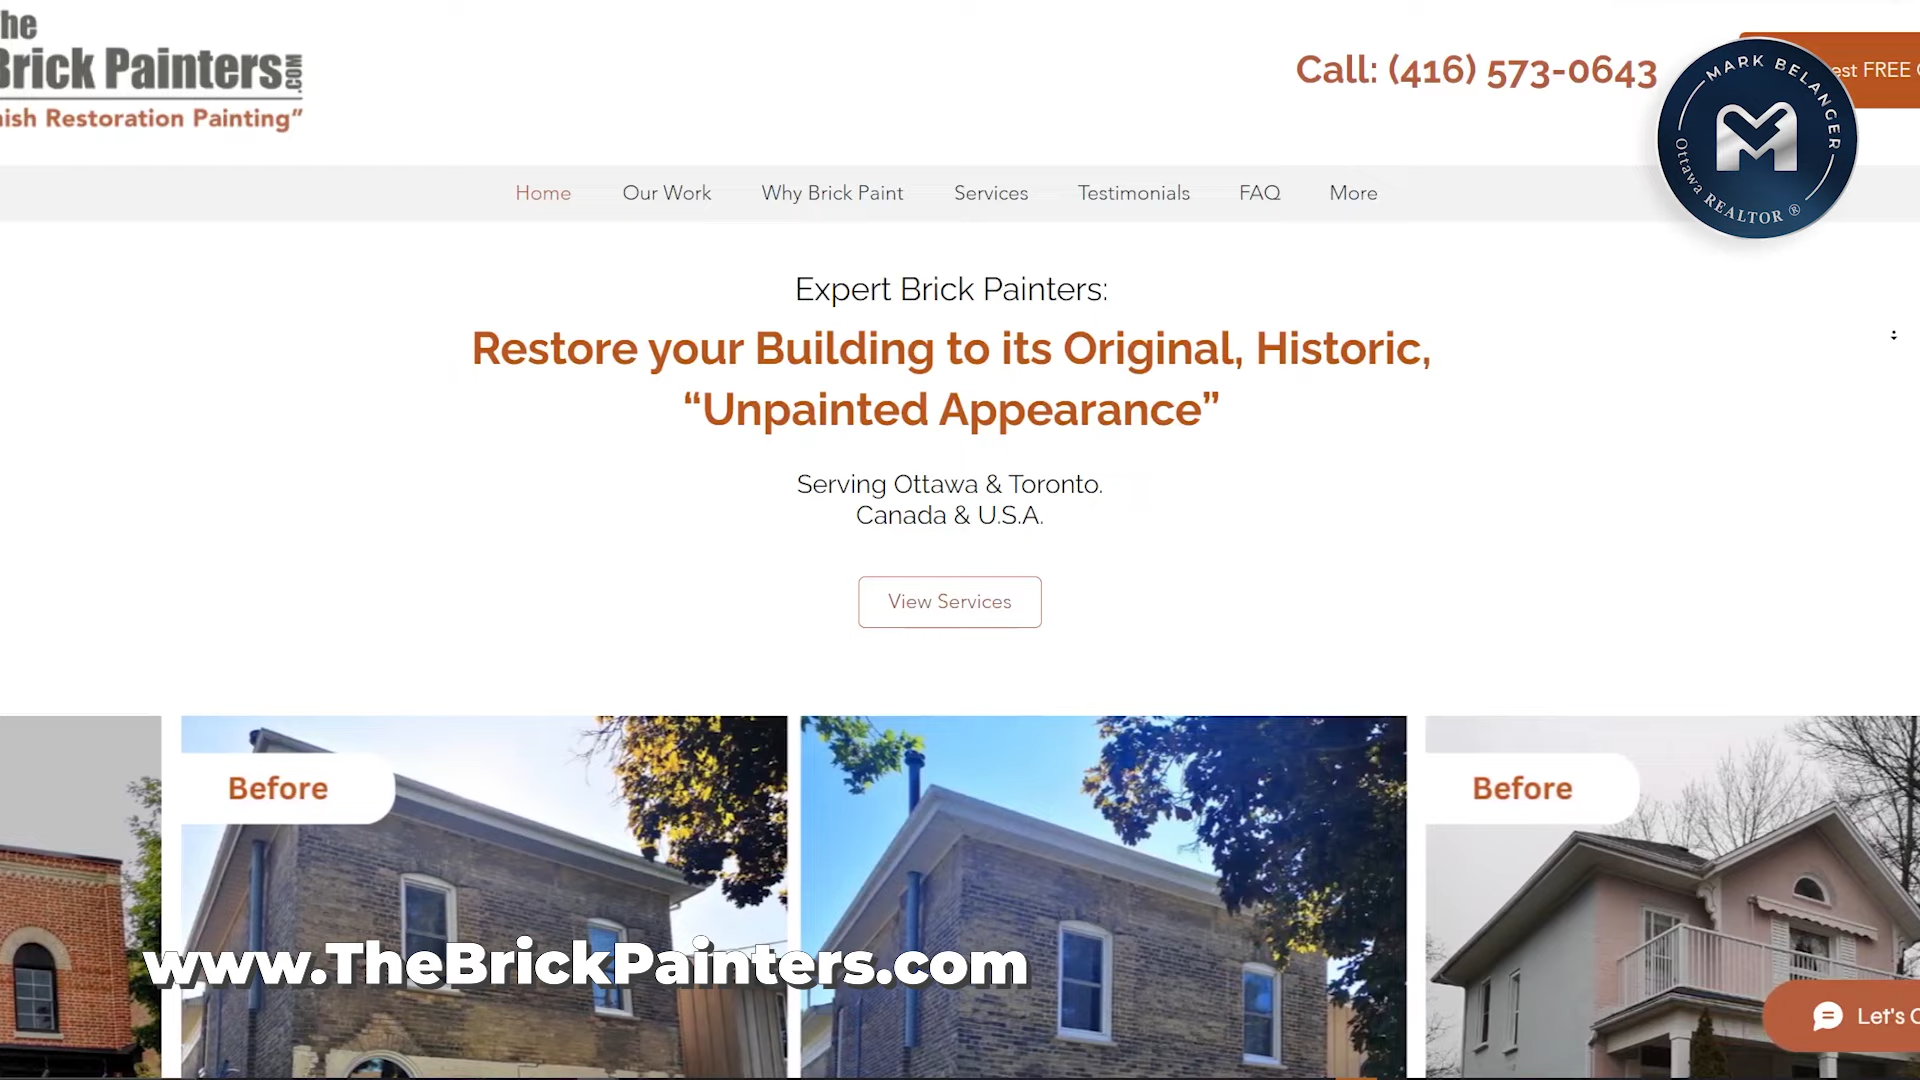 he
Brick Painters.com
ish Restoration Painting”
Call: (416) 573-0643
est FREE
MARK BELANGER
Ottawa REALTOR ®
Home
Our Work
Why Brick Paint
Services
Testimonials
FAQ
More
Expert Brick Painters:
Restore your Building to its Original, Historic,
“Unpainted Appearance”
Serving Ottawa & Toronto.
Canada & U.S.A.
View Services
Before
Before
www.TheBrickPainters.com
Let's